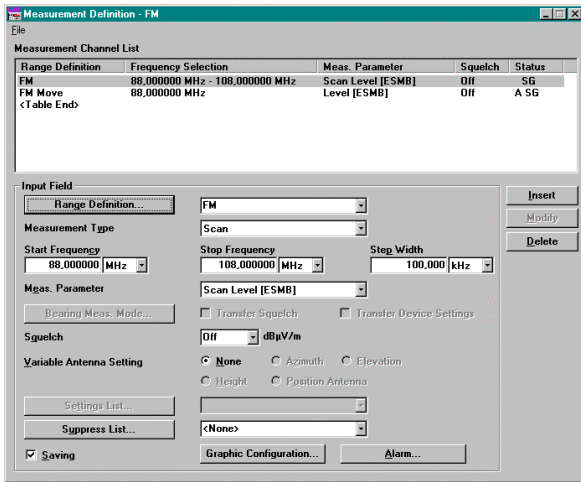 Measurement Definition - FM
File
Measurement Channel List
Range Definition Frequency Selection Meas. Parameter Squelch Status
FM 88,000000 MHz - 108,000000 MHz Scan Level [ESMB] Off SG
FM Move 88,000000 MHz Level [ESMB] Off A SG
<Table End>
Input Field
Range Definition... FM
Insert
Measurement Type Scan
Modify
Start Frequency Stop Frequency Step Width
Delete
88,000000 MHz 108,000000 MHz 100,000 kHz
Meas. Parameter Scan Level [ESMB]
Bearing Meas. Mode... Transfer Squelch Transfer Device Settings
Squelch Off dBµV/m
Variable Antenna Setting None Azimuth Elevation
Height Position Antenna
Settings List...
Suppress List... <None>
Saving Graphic Configuration... Alarm...